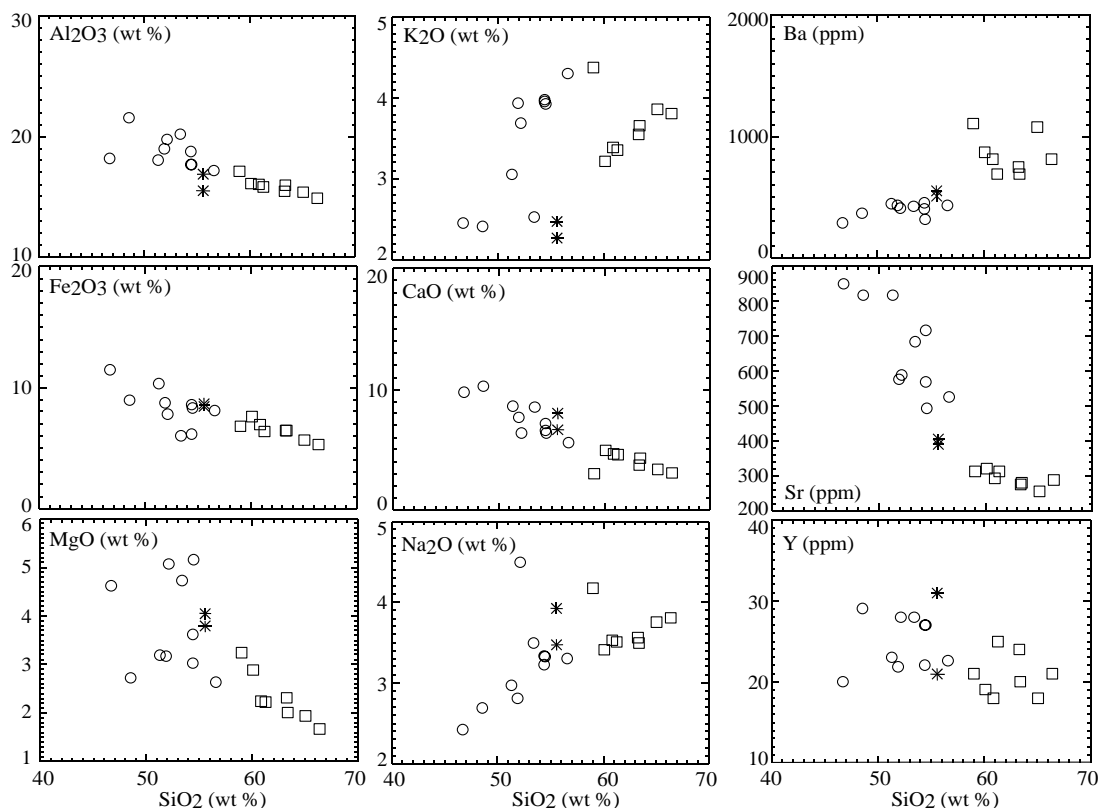 30
Al2O3 (wt %)
20
10
5
K2O (wt %)
4
3
2
2000
Ba (ppm)
1000
0
20
Fe2O3 (wt %)
10
0
20
CaO (wt %)
10
0
900
800
700
600
500
400
300
200
Sr (ppm)
6
MgO (wt %)
5
4
3
2
1
40 50 60 70
SiO2 (wt %)
5
Na2O (wt %)
4
3
2
40 50 60 70
SiO2 (wt %)
40
Y (ppm)
30
20
10
40 50 60 70
SiO2 (wt %)